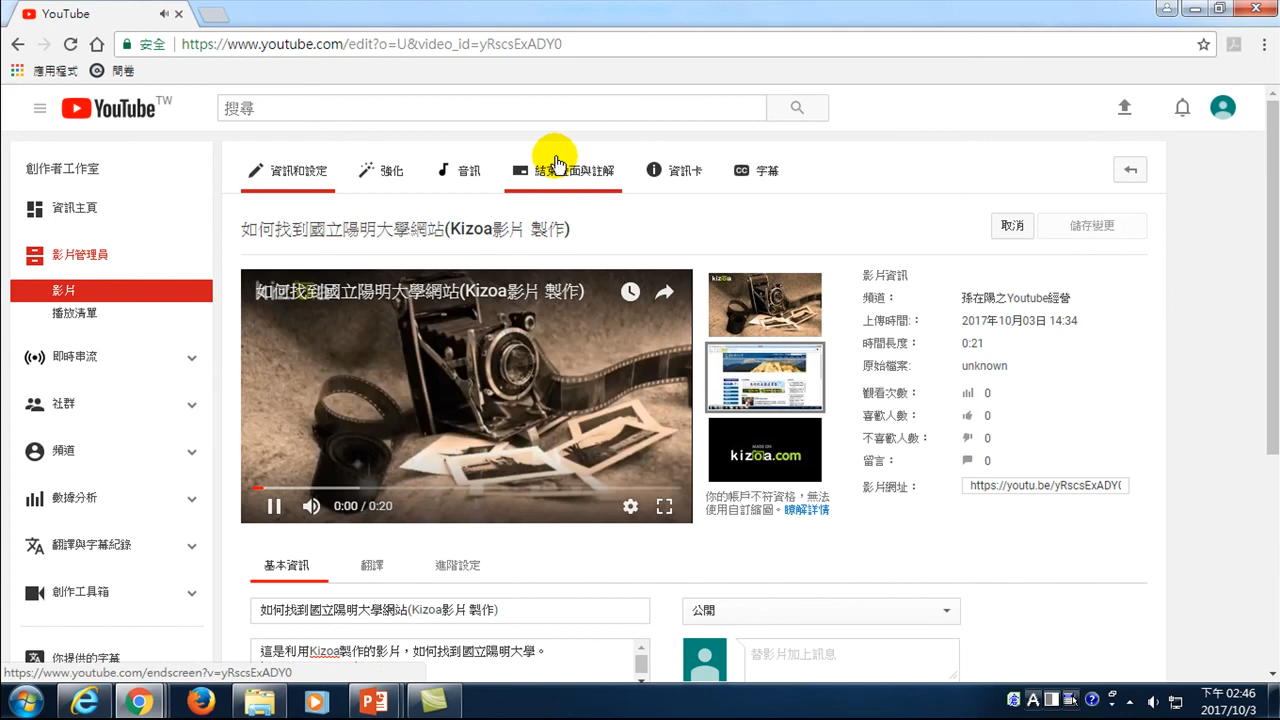 YouTube
安全 https://www.youtube.com/edit?o=U&video_id=yRscsExADY0
應用程式 問卷
YouTube TW 搜尋
創作者工作室
資訊主頁
影片管理員
影片
播放清單
即時串流
社群
頻道
數據分析
翻譯與字幕紀錄
創作工具箱
你提供的字幕
資訊和設定 強化 音訊 結束畫面與註解 資訊卡 CC 字幕
如何找到國立陽明大學網站(Kizoa影片 製作) 取消 儲存變更
如何找到國立陽明大學網站(Kizoa影片 製作)
0:00 / 0:20
kizoa
MADE ON
kizoa.com
你的帳戶不符資格，無法
使用自訂縮圖。瞭解詳情
影片資訊
頻道： 孫在陽之Youtube經營
上傳時間：： 2017年10月03日 14:34
時間長度： 0:21
原始檔案： unknown
觀看次數： 0
喜歡人數： 0
不喜歡人數： 0
留言： 0
影片網址： https://youtu.be/yRscsExADY(
基本資訊 翻譯 進階設定
如何找到國立陽明大學網站(Kizoa影片 製作) 公開
這是利用Kizoa製作的影片，如何找到國立陽明大學。 替影片加上訊息
https://www.youtube.com/endscreen?v=yRscsExADY0
下午 02:46
2017/10/3